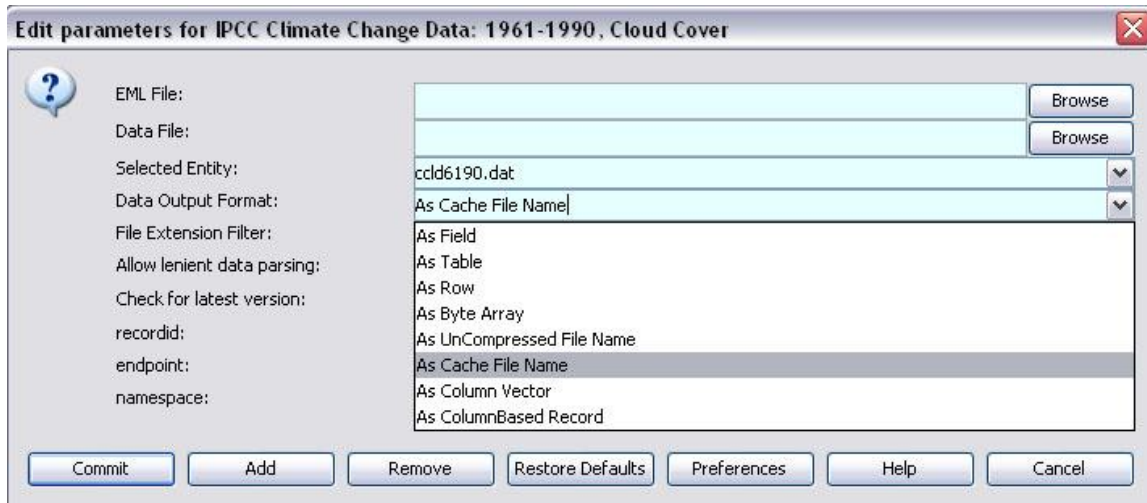 Edit parameters for IPCC Climate Change Data: 1961-1990, Cloud Cover
EML File:
Browse
Data File:
Browse
Selected Entity:
ccld6190.dat
Data Output Format:
As Cache File Name
File Extension Filter:
As Field
As Table
Allow lenient data parsing:
As Row
Check for latest version:
As Byte Array
recordid:
As UnCompressed File Name
endpoint:
As Cache File Name
namespace:
As Column Vector
As ColumnBased Record
Commit
Add
Remove
Restore Defaults
Preferences
Help
Cancel